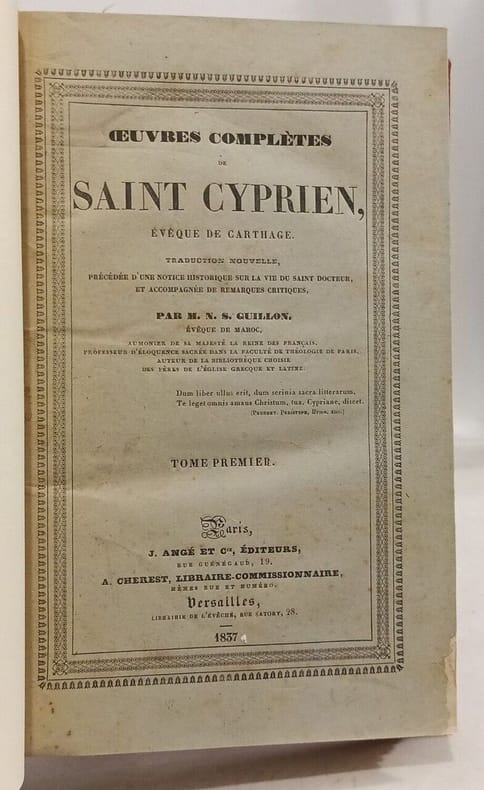 ŒUVRES COMPLÈTES
DE
SAINT CYPRIEN,
ÉVÊQUE DE CARTHAGE.
TRADUCTION NOUVELLE,
PRÉCÉDÉE D'UNE NOTICE HISTORIQUE SUR LA VIE DU SAINT DOCTEUR,
ET ACCOMPAGNÉE DE REMARQUES CRITIQUES,
PAR M. N. S. GUILLON,
ÉVÊQUE DE MAROC,
AUMONIER DE SA MAJESTÉ LA REINE DES FRANÇAIS,
PROFESSEUR D'ÉLOQUENCE SACRÉE DANS LA FACULTÉ DE THÉOLOGIE DE PARIS,
AUTEUR DE LA BIBLIOTHÈQUE CHOISIE
DES PÈRES DE L'ÉGLISE GRECQUE ET LATINE.
Dum liber ullus erit, dum scrinia sacra litterarum,
Te leget omnis amans Christum, tua, Cypriane, discet.
(PRUDENT. PERISTEPH, HYMN. XIII.)
TOME PREMIER.
Paris,
J. ANGÉ ET Cie, ÉDITEURS,
RUE GUÉNÉGAUD, 19.
A. CHEREST, LIBRAIRE-COMMISSIONNAIRE,
MÊMES RUE ET NUMÉRO.
Versailles,
LIBRAIRIE DE L'ÉVÊCHÉ, RUE SATORY, 28.
1837